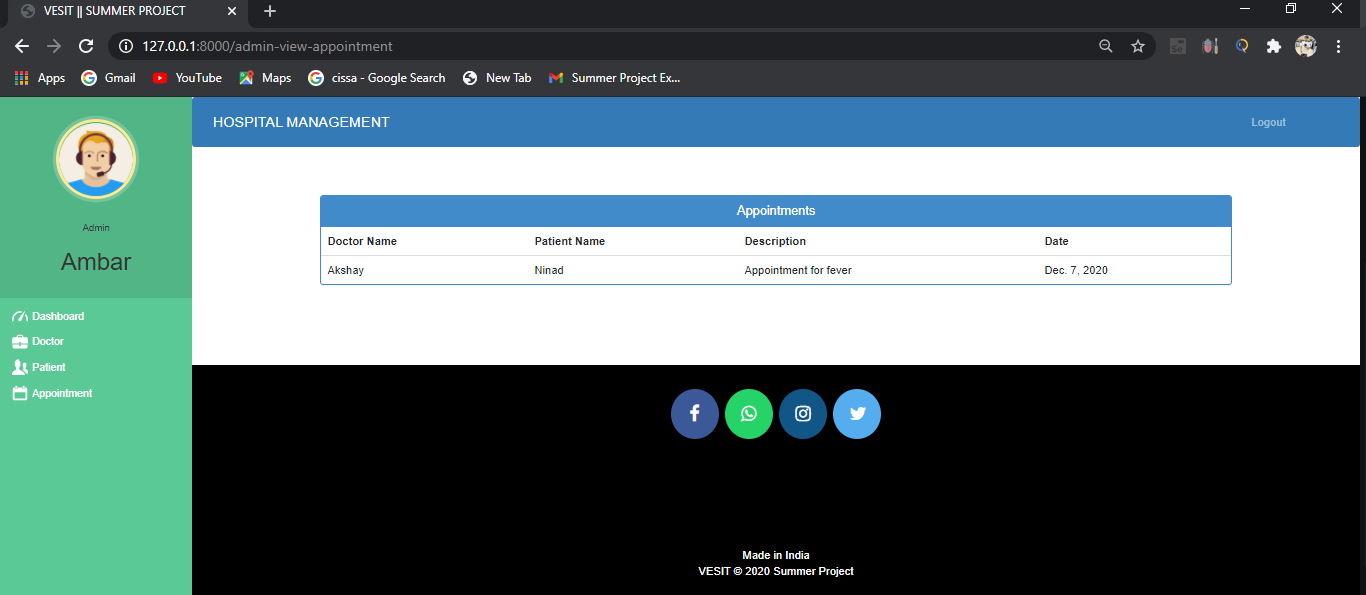 VESIT || SUMMER PROJECT
127.0.0.1:8000/admin-view-appointment
Apps Gmail YouTube Maps cissa - Google Search New Tab Summer Project Ex...
HOSPITAL MANAGEMENT Logout
Admin
Ambar
Dashboard
Doctor
Patient
Appointment
Appointments
Doctor Name Patient Name Description Date
Akshay Ninad Appointment for fever Dec. 7, 2020
Made in India
VESIT © 2020 Summer Project